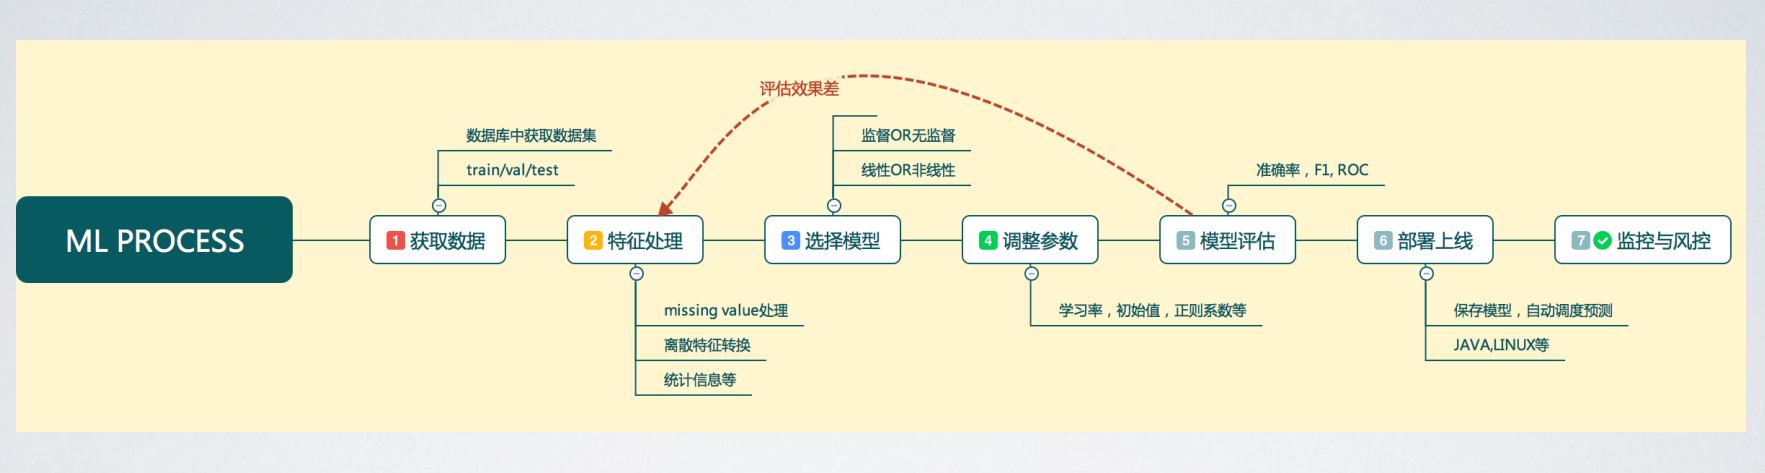 评估效果差
数据库中获取数据集
train/val/test
监督OR无监督
线性OR非线性
准确率，F1, ROC
ML PROCESS
1 获取数据
2 特征处理
3 选择模型
4 调整参数
5 模型评估
6 部署上线
7 监控与风控
missing value处理
离散特征转换
统计信息等
学习率，初始值，正则系数等
保存模型，自动调度预测
JAVA,LINUX等